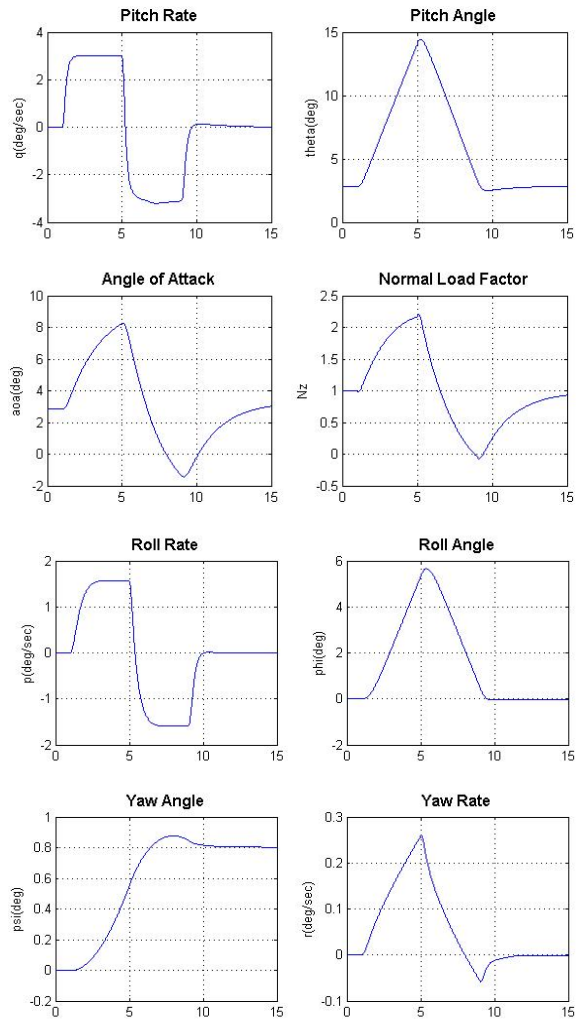 Pitch Rate
4
2
0
-2
-4
q(deg/sec)
0 5 10 15
Pitch Angle
15
10
5
0
theta(deg)
0 5 10 15
Angle of Attack
10
8
6
4
2
0
-2
aoa(deg)
0 5 10 15
Normal Load Factor
2.5
2
1.5
1
0.5
0
-0.5
Nz
0 5 10 15
Roll Rate
2
1
0
-1
-2
p(deg/sec)
0 5 10 15
Roll Angle
6
4
2
0
-2
phi(deg)
0 5 10 15
Yaw Angle
1
0.8
0.6
0.4
0.2
0
-0.2
psi(deg)
0 5 10 15
Yaw Rate
0.3
0.2
0.1
0
-0.1
r(deg/sec)
0 5 10 15